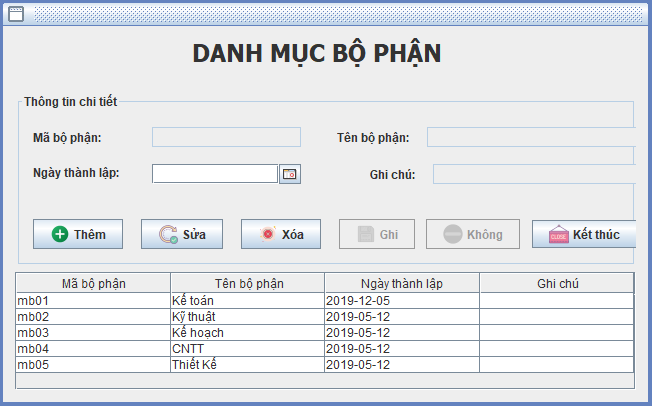 DANH MỤC BỘ PHẬN
Thông tin chi tiết
Mã bộ phận: Tên bộ phận:
Ngày thành lập: Ghi chú:
Thêm Sửa Xóa Ghi Không CLOSE Kết thúc
Mã bộ phận Tên bộ phận Ngày thành lập Ghi chú
mb01 Kế toán 2019-12-05
mb02 Kỹ thuật 2019-05-12
mb03 Kế hoạch 2019-05-12
mb04 CNTT 2019-05-12
mb05 Thiết Kế 2019-05-12